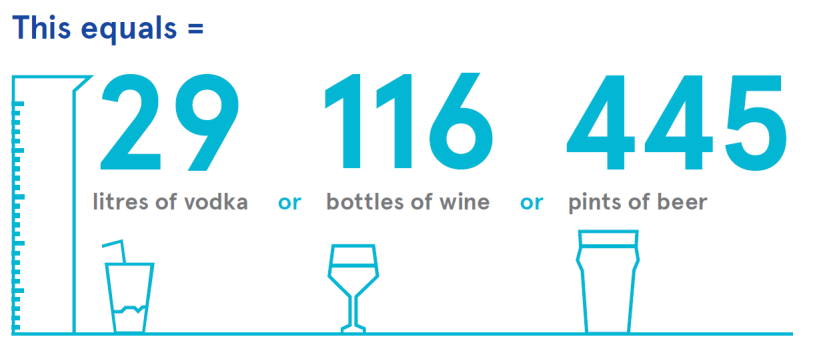 This equals =
29 116 445
litres of vodka or bottles of wine or pints of beer